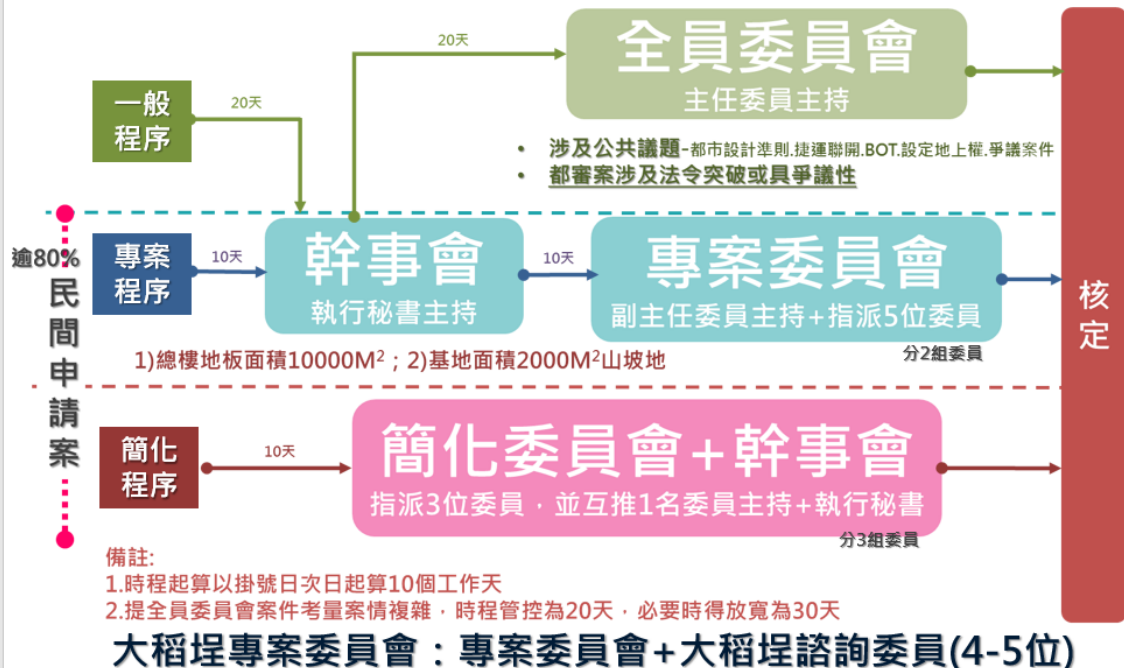 全員委員會
主任委員主持
20天
一般
程序
20天
• 涉及公共議題-都市設計準則.捷運聯開.BOT.設定地上權.爭議案件
• 都審案涉及法令突破或具爭議性
逾80%
民間申請案
專案
程序
10天
幹事會
執行秘書主持
10天
專案委員會
副主任委員主持+指派5位委員
分2組委員
核定
1)總樓地板面積10000M²；2)基地面積2000M²山坡地
簡化
程序
10天
簡化委員會+幹事會
指派3位委員，並互推1名委員主持+執行秘書
分3組委員
備註:
1.時程起算以掛號日次日起算10個工作天
2.提全員委員會案件考量案情複雜，時程管控為20天，必要時得放寬為30天
大稻埕專案委員會：專案委員會+大稻埕諮詢委員(4-5位)